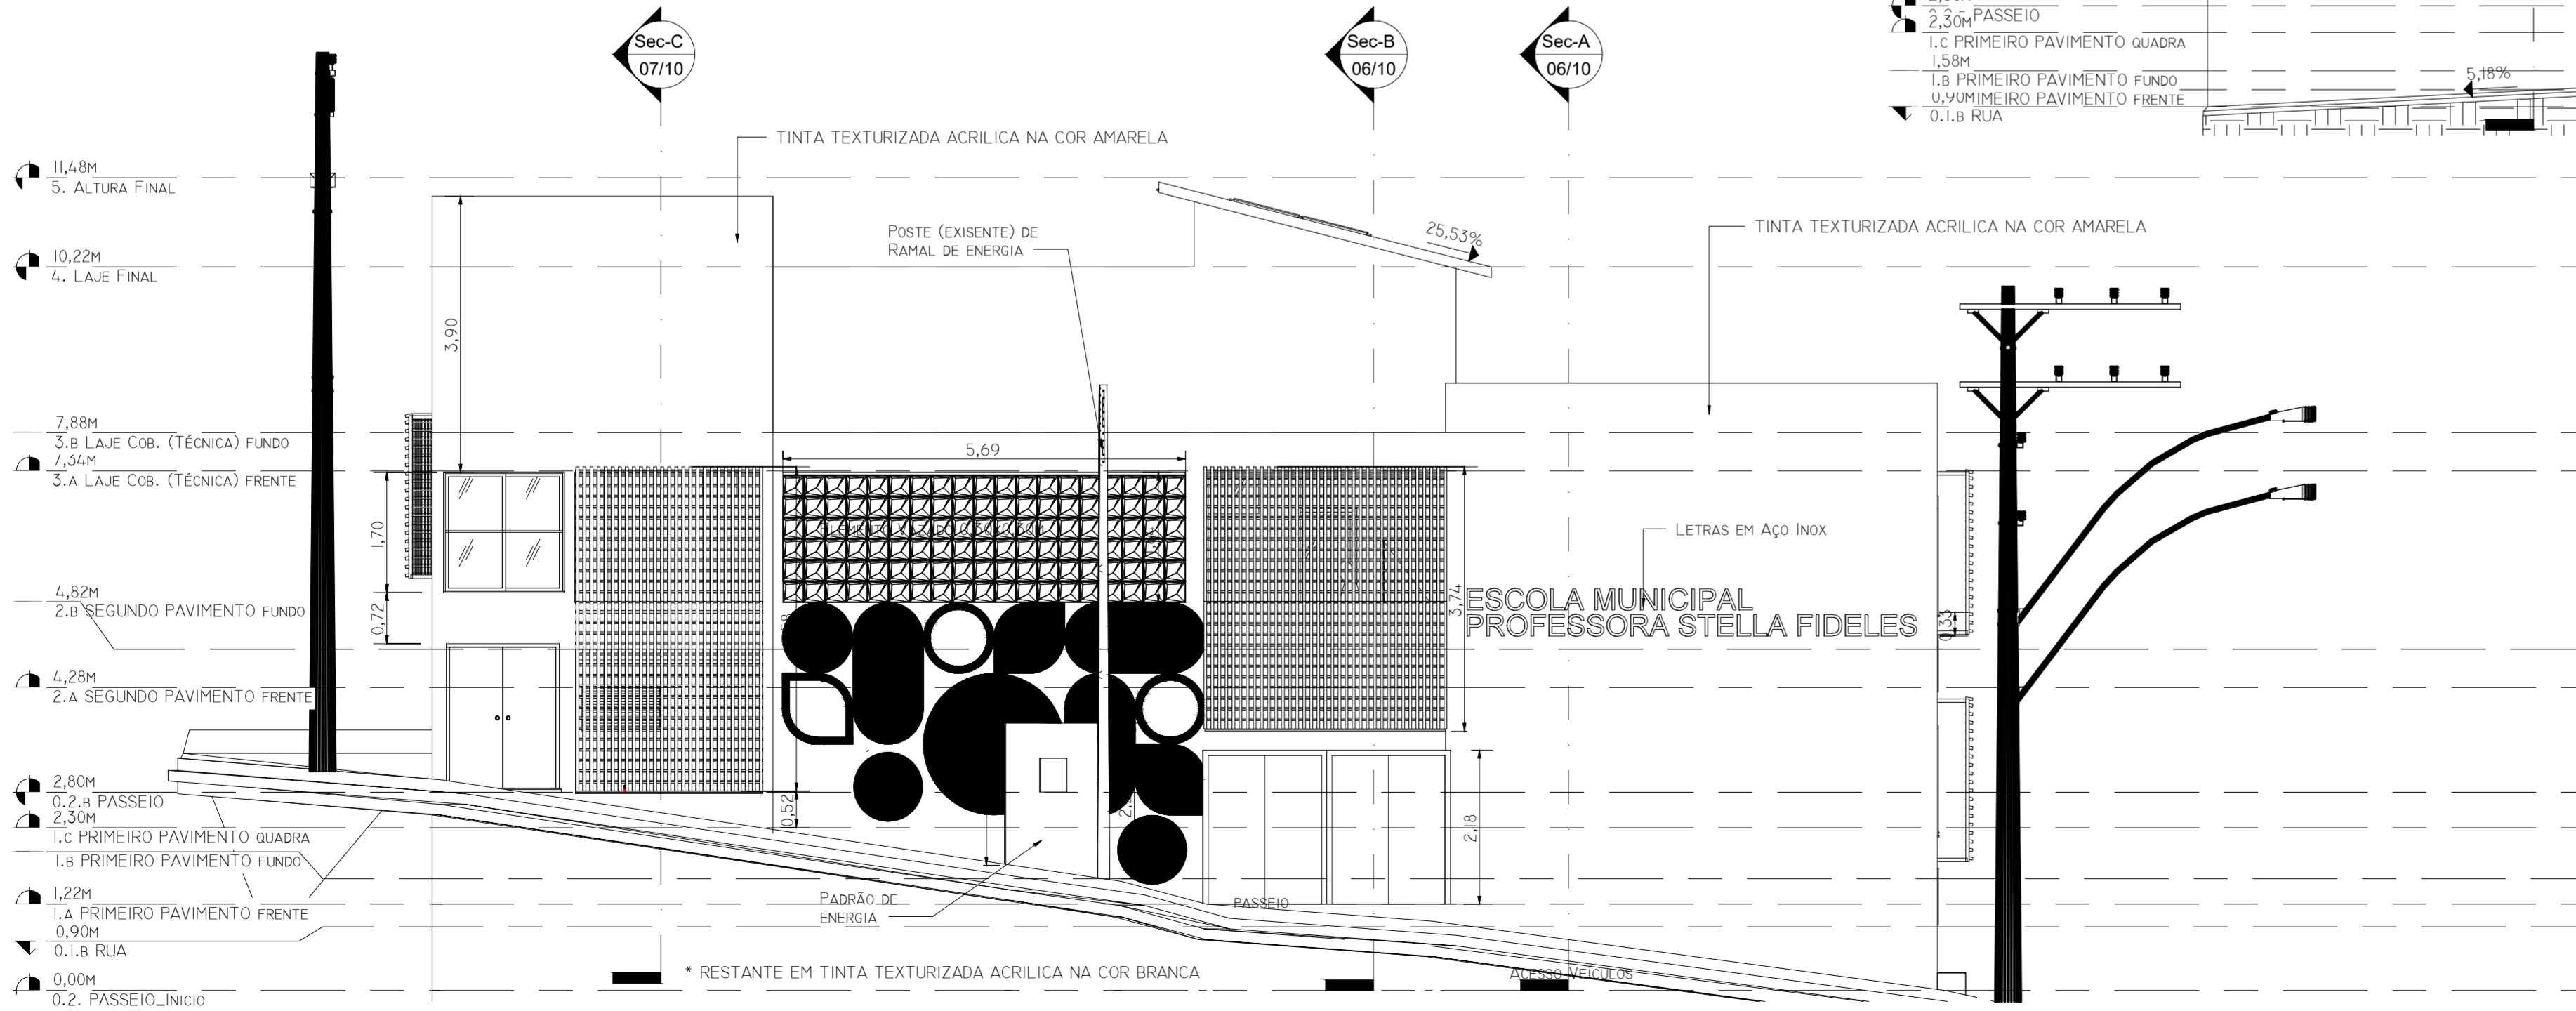 Sec-C
07/10
Sec-B
06/10
Sec-A
06/10
PASSEIO
2,30M
1.C PRIMEIRO PAVIMENTO QUADRA
1,58M
1.B PRIMEIRO PAVIMENTO FUNDO
0,90M IMEIRO PAVIMENTO FRENTE
0.1.B RUA
5,18%
TINTA TEXTURIZADA ACRILICA NA COR AMARELA
11,48M
5. ALTURA FINAL
10,22M
4. LAJE FINAL
3,90
POSTE (EXISENTE) DE
RAMAL DE ENERGIA
25,53%
TINTA TEXTURIZADA ACRILICA NA COR AMARELA
7,88M
3.B LAJE COB. (TÉCNICA) FUNDO
7,34M
3.A LAJE COB. (TÉCNICA) FRENTE
5,69
1,70
ELEMENTO VAZADO 0,30X0,30M
LETRAS EM AÇO INOX
4,82M
2.B SEGUNDO PAVIMENTO FUNDO
0,72
3,74
ESCOLA MUNICIPAL
PROFESSORA STELLA FIDELES
0,33
4,28M
2.A SEGUNDO PAVIMENTO FRENTE
2,80M
0.2.B PASSEIO
2,30M
1.C PRIMEIRO PAVIMENTO QUADRA
1.B PRIMEIRO PAVIMENTO FUNDO
0,52
2,18
1,22M
1.A PRIMEIRO PAVIMENTO FRENTE
PADRÃO DE
ENERGIA
PASSEIO
0,90M
0.1.B RUA
* RESTANTE EM TINTA TEXTURIZADA ACRILICA NA COR BRANCA
ACESSO VEÍCULOS
0,00M
0.2. PASSEIO_INICIO